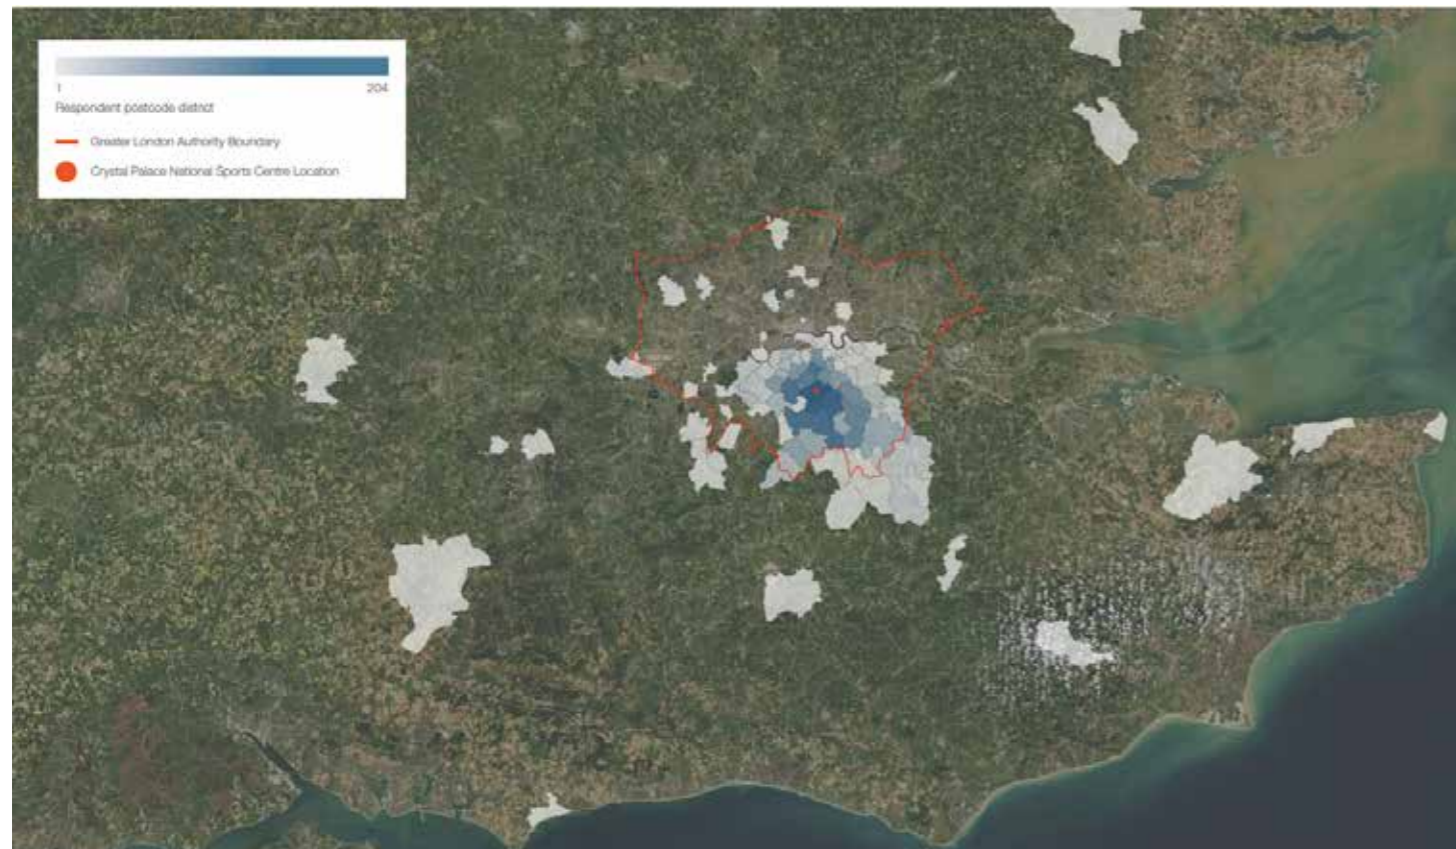 1 204
Respondent postcode district
Greater London Authority Boundary
Crystal Palace National Sports Centre Location